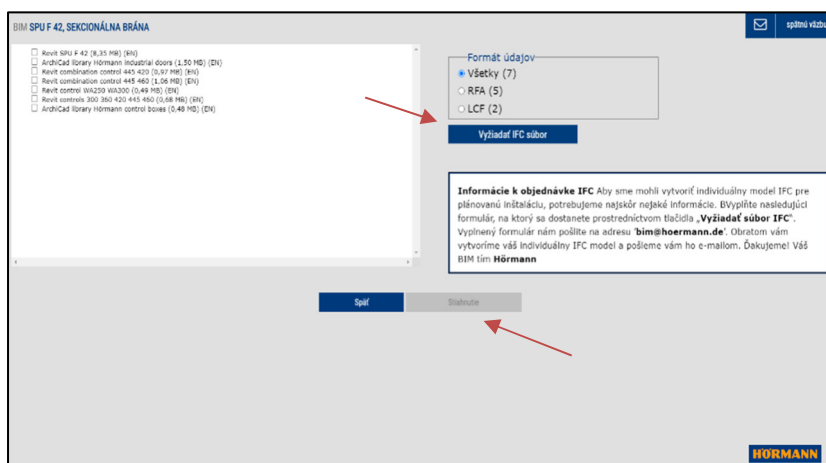 BIM SPU F 42, SEKCIONÁLNA BRÁNA
spätnú väzbu
Revit SPU F 42 (8,35 MB) (EN)
ArchiCad library Hörmann industrial doors (1,50 MB) (EN)
Revit combination control 445 420 (0,97 MB) (EN)
Revit combination control 445 460 (1,06 MB) (EN)
Revit control WA250 WA300 (0,49 MB) (EN)
Revit controls 300 360 420 445 460 (0,68 MB) (EN)
ArchiCad library Hörmann control boxes (0,48 MB) (EN)
Formát údajov
Všetky (7)
RFA (5)
LCF (2)
Vyžiadať IFC súbor
Informácie k objednávke IFC Aby sme mohli vytvoriť individuálny model IFC pre
plánovanú inštaláciu, potrebujeme najskôr nejaké informácie. BVyplňte nasledujúci
formulár, na ktorý sa dostanete prostredníctvom tlačidla „Vyžiadať súbor IFC“.
Vyplnený formulár nám pošlite na adresu 'bim@hoermann.de'. Obratom vám
vytvoríme váš individuálny IFC model a pošleme vám ho e-mailom. Ďakujeme! Váš
BIM tím Hörmann
Späť
Stiahnutie
HÖRMANN